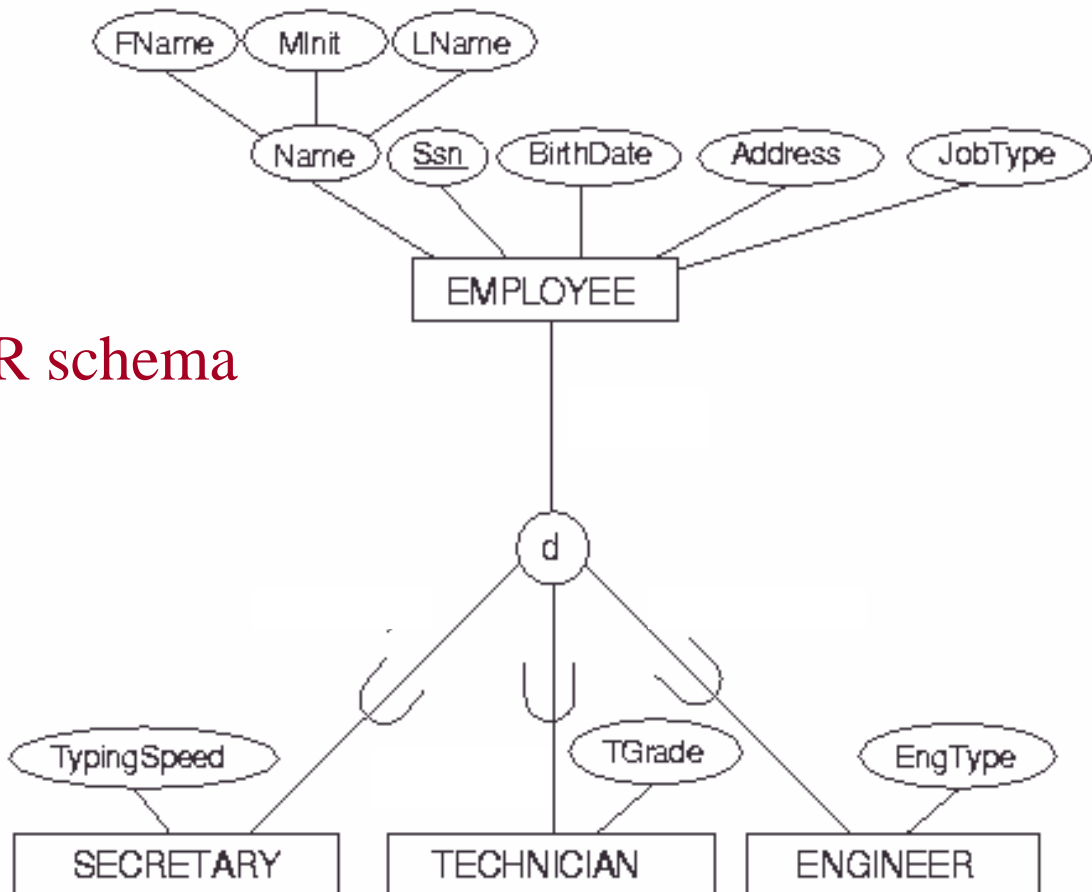 FName MInit LName
Name Ssn BirthDate Address JobType
EMPLOYEE
R schema
d
TypingSpeed TGrade EngType
SECRETARY TECHNICIAN ENGINEER